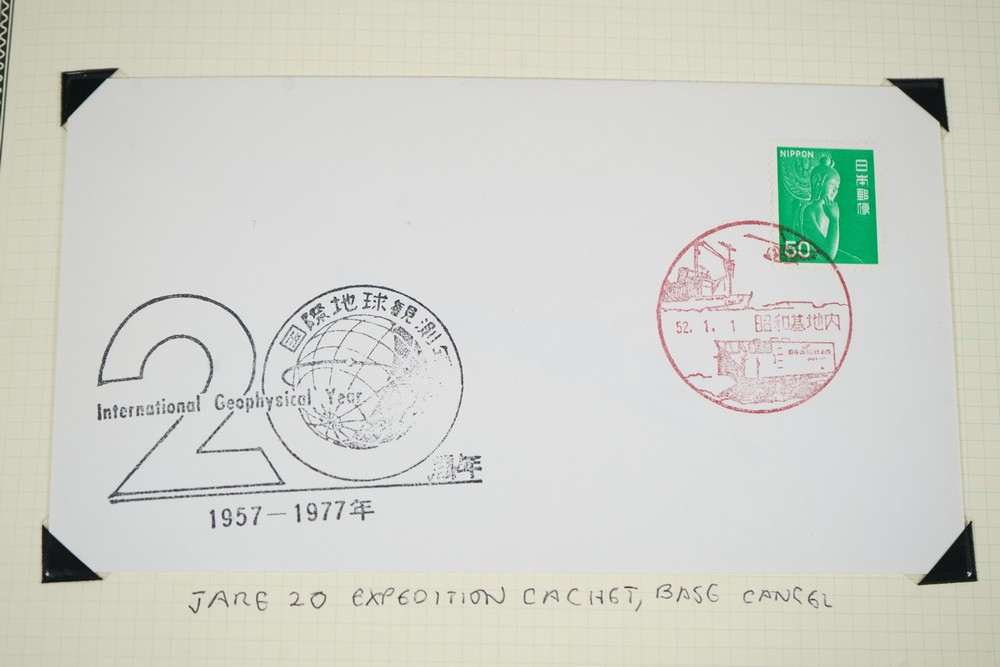 NIPPON
日本郵便
50
52.1.1 昭和基地内
国際地球観測年
International Geophysical Year
20
周年
1957-1977年
JARE 20 EXPEDITION CACHET, BASE CANCEL